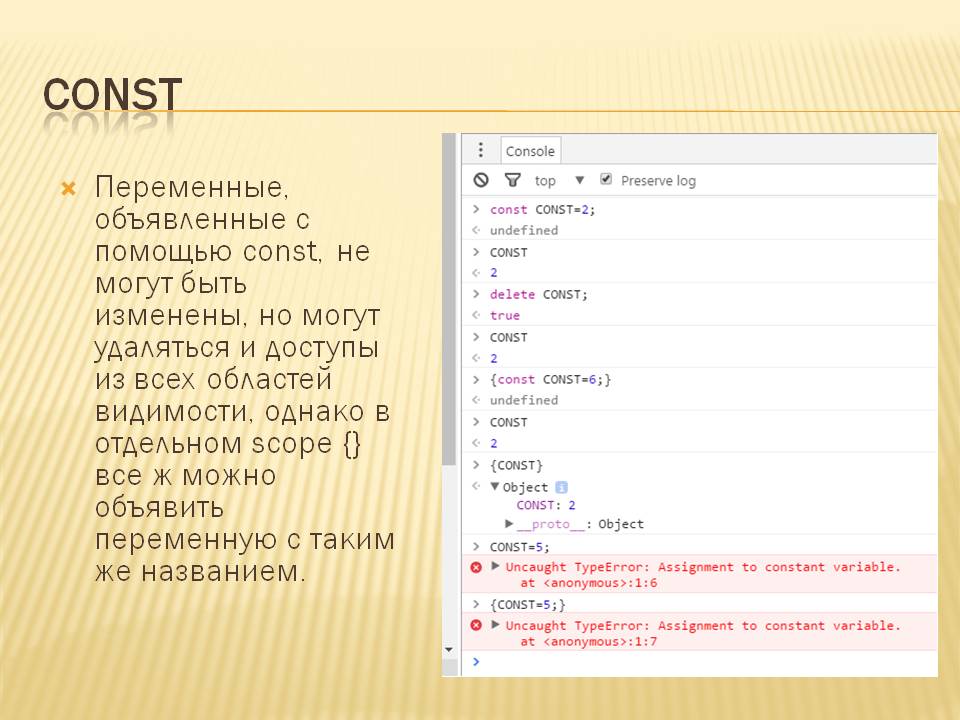 CONST
Переменные,
объявленные с
помощью const, не
могут быть
изменены, но могут
удаляться и доступы
из всех областей
видимости, однако в
отдельном scope {}
все ж можно
объявить
переменную с таким
же названием.
Console
top Preserve log
const CONST=2;
undefined
CONST
2
delete CONST;
true
CONST
2
{const CONST=6;}
undefined
CONST
2
{CONST}
Object i
CONST: 2
__proto__: Object
CONST=5;
Uncaught TypeError: Assignment to constant variable.
at <anonymous>:1:6
{CONST=5;}
Uncaught TypeError: Assignment to constant variable.
at <anonymous>:1:7